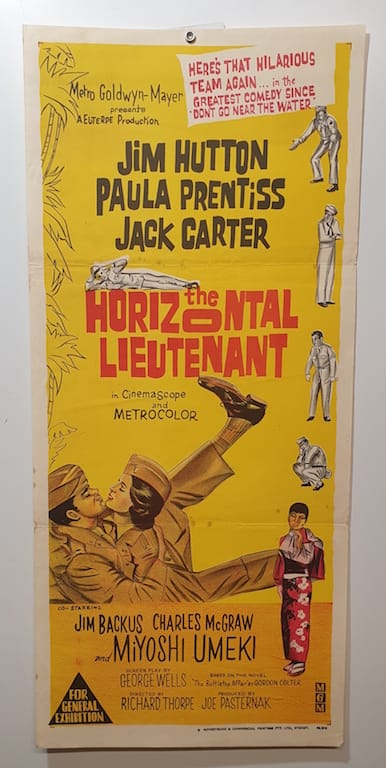 HERE'S THAT HILARIOUS
TEAM AGAIN... in the
GREATEST COMEDY SINCE
"DON'T GO NEAR THE WATER"
Metro Goldwyn-Mayer
presents
A EUTERPE Production
JIM HUTTON
PAULA PRENTISS
JACK CARTER
the
HORIZONTAL
LIEUTENANT
in CinemaScope
and
METROCOLOR
CO-STARRING
JIM BACKUS CHARLES McGRAW
and MIYOSHI UMEKI
SCREEN PLAY BY
GEORGE WELLS
BASED ON THE NOVEL
"The Bottletop Affair" by GORDON COTLER
DIRECTED BY
RICHARD THORPE
PRODUCED BY
JOE PASTERNAK
FOR
GENERAL
EXHIBITION
MGM